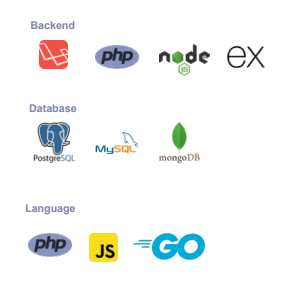 Backend
php
node
JS
ex
Database
PostgreSQL
MySQL
mongoDB
Language
php
JS
GO